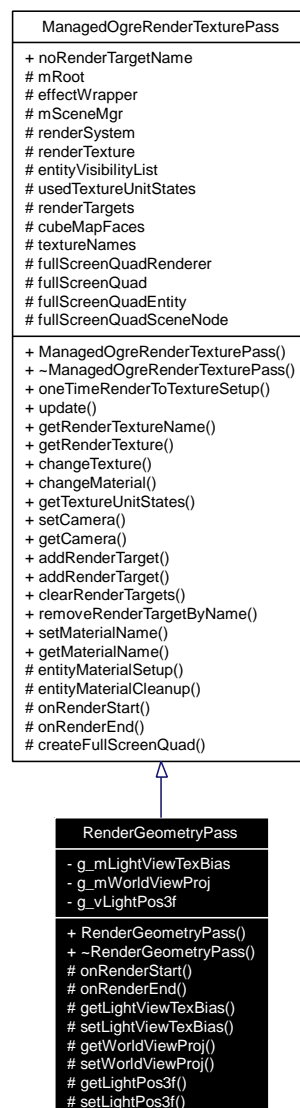 ManagedOgreRenderTexturePass
+ noRenderTargetName
# mRoot
# effectWrapper
# mSceneMgr
# renderSystem
# renderTexture
# entityVisibilityList
# usedTextureUnitStates
# renderTargets
# cubeMapFaces
# textureNames
# fullScreenQuadRenderer
# fullScreenQuad
# fullScreenQuadEntity
# fullScreenQuadSceneNode
+ ManagedOgreRenderTexturePass()
+ ~ManagedOgreRenderTexturePass()
+ oneTimeRenderToTextureSetup()
+ update()
+ getRenderTextureName()
+ getRenderTexture()
+ changeTexture()
+ changeMaterial()
+ getTextureUnitStates()
+ setCamera()
+ getCamera()
+ addRenderTarget()
+ addRenderTarget()
+ clearRenderTargets()
+ removeRenderTargetByName()
+ setMaterialName()
+ getMaterialName()
# entityMaterialSetup()
# entityMaterialCleanup()
# onRenderStart()
# onRenderEnd()
# createFullScreenQuad()
RenderGeometryPass
- g_mLightViewTexBias
- g_mWorldViewProj
- g_vLightPos3f
+ RenderGeometryPass()
+ ~RenderGeometryPass()
# onRenderStart()
# onRenderEnd()
# getLightViewTexBias()
# setLightViewTexBias()
# getWorldViewProj()
# setWorldViewProj()
# getLightPos3f()
# setLightPos3f()